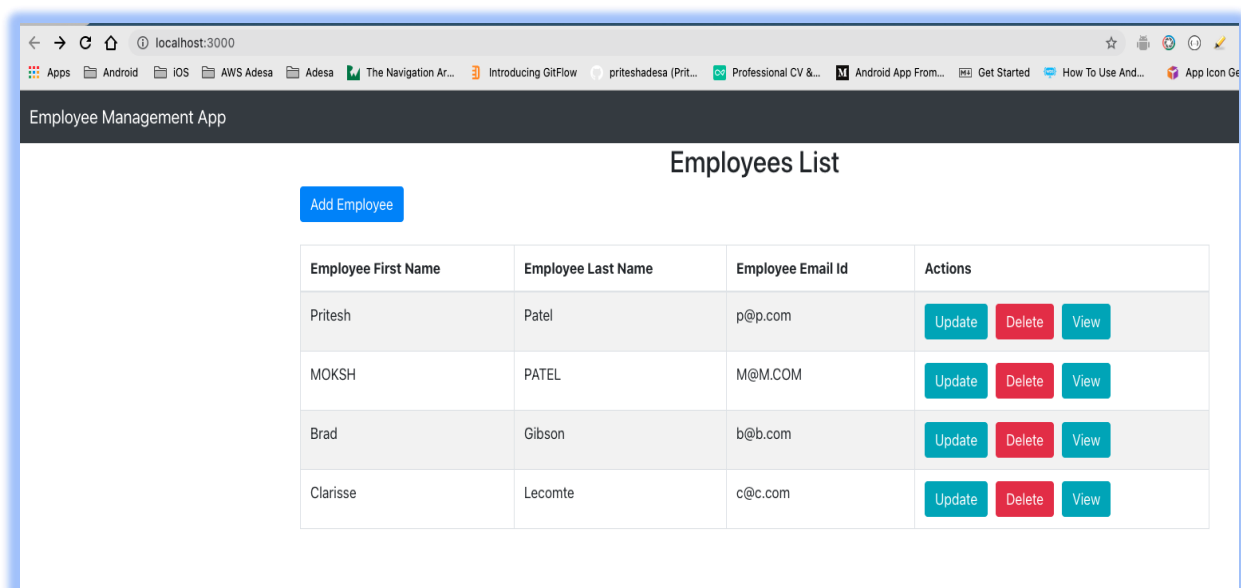 localhost:3000
Apps Android iOS AWS Adesa Adesa The Navigation Ar... Introducing GitFlow priteshadesa (Prit... Professional CV &... Android App From... Get Started How To Use And... App Icon Ge
Employee Management App
Employees List
Add Employee
Employee First Name Employee Last Name Employee Email Id Actions
Pritesh Patel p@p.com Update Delete View
MOKSH PATEL M@M.COM Update Delete View
Brad Gibson b@b.com Update Delete View
Clarisse Lecomte c@c.com Update Delete View